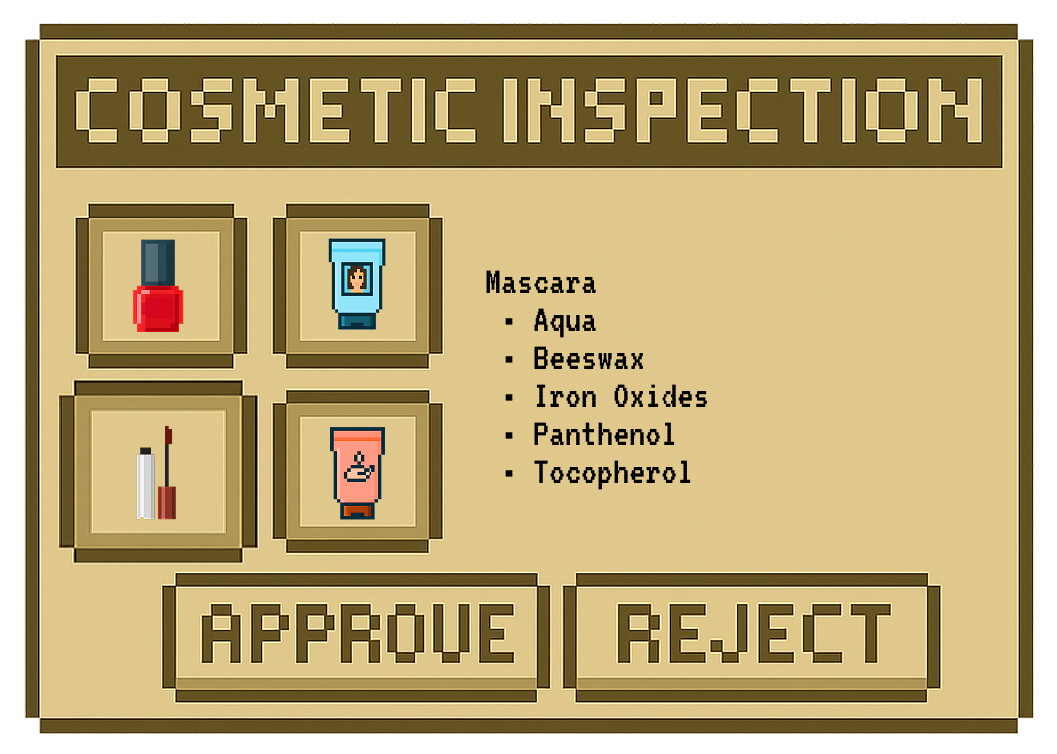 COSMETIC INSPECTION
Mascara
▪ Aqua
▪ Beeswax
▪ Iron Oxides
▪ Panthenol
▪ Tocopherol
APPROVE
REJECT